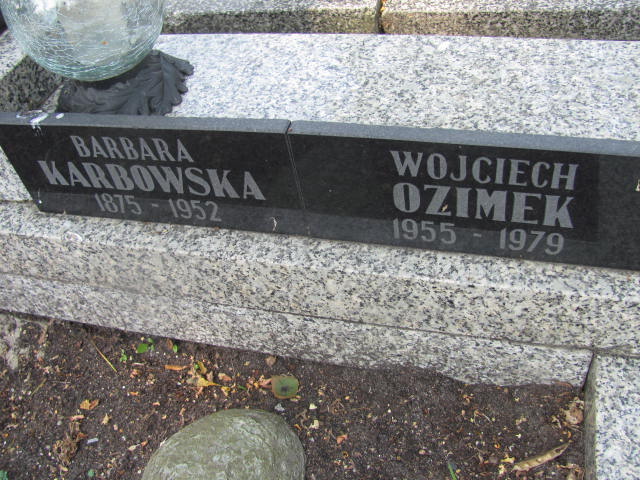 BARBARA
KARBOWSKA
1875 - 1952
WOJCIECH
OZIMEK
1955 - 1979